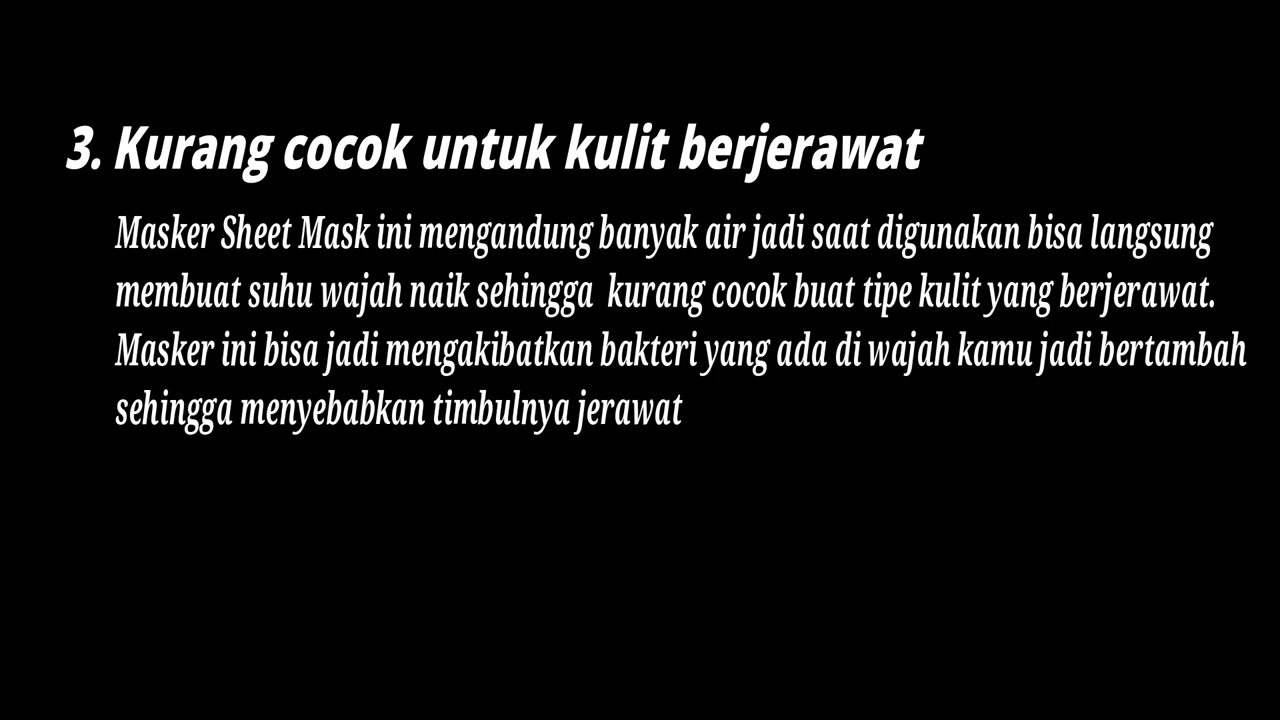 3. Kurang cocok untuk kulit berjerawat
Masker Sheet Mask ini mengandung banyak air jadi saat digunakan bisa langsung
membuat suhu wajah naik sehingga  kurang cocok buat tipe kulit yang berjerawat.
Masker ini bisa jadi mengakibatkan bakteri yang ada di wajah kamu jadi bertambah
sehingga menyebabkan timbulnya jerawat